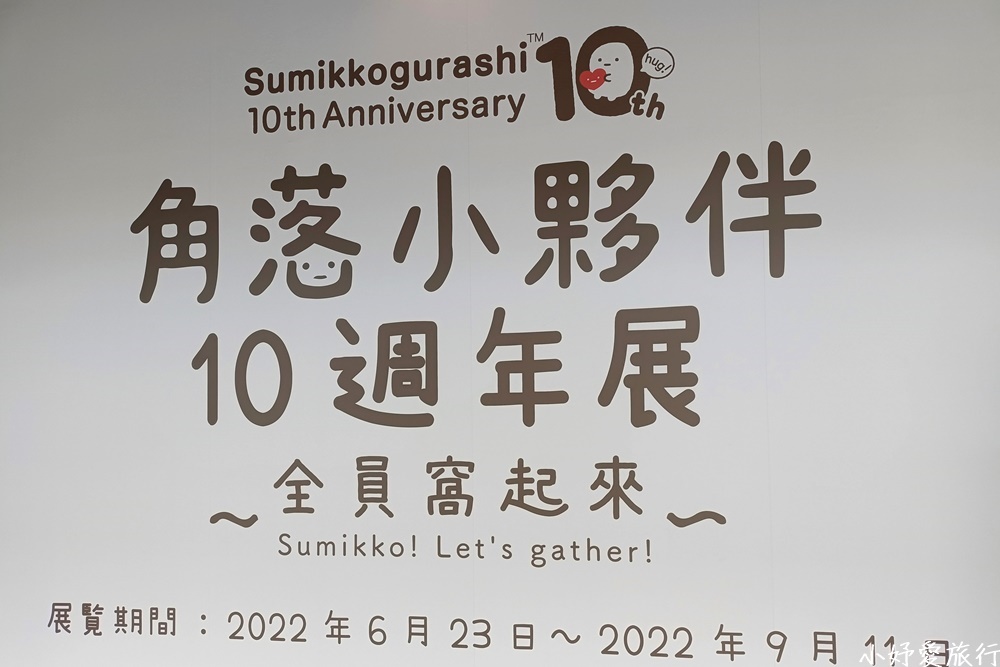 Sumikkogurashi™ 10th
hug!
10th Anniversary
角落小夥伴
10週年展
～全員窩起來～
Sumikko! Let's gather!
展覧期間：2022年6月23日～2022年9月11日
小妤愛旅行